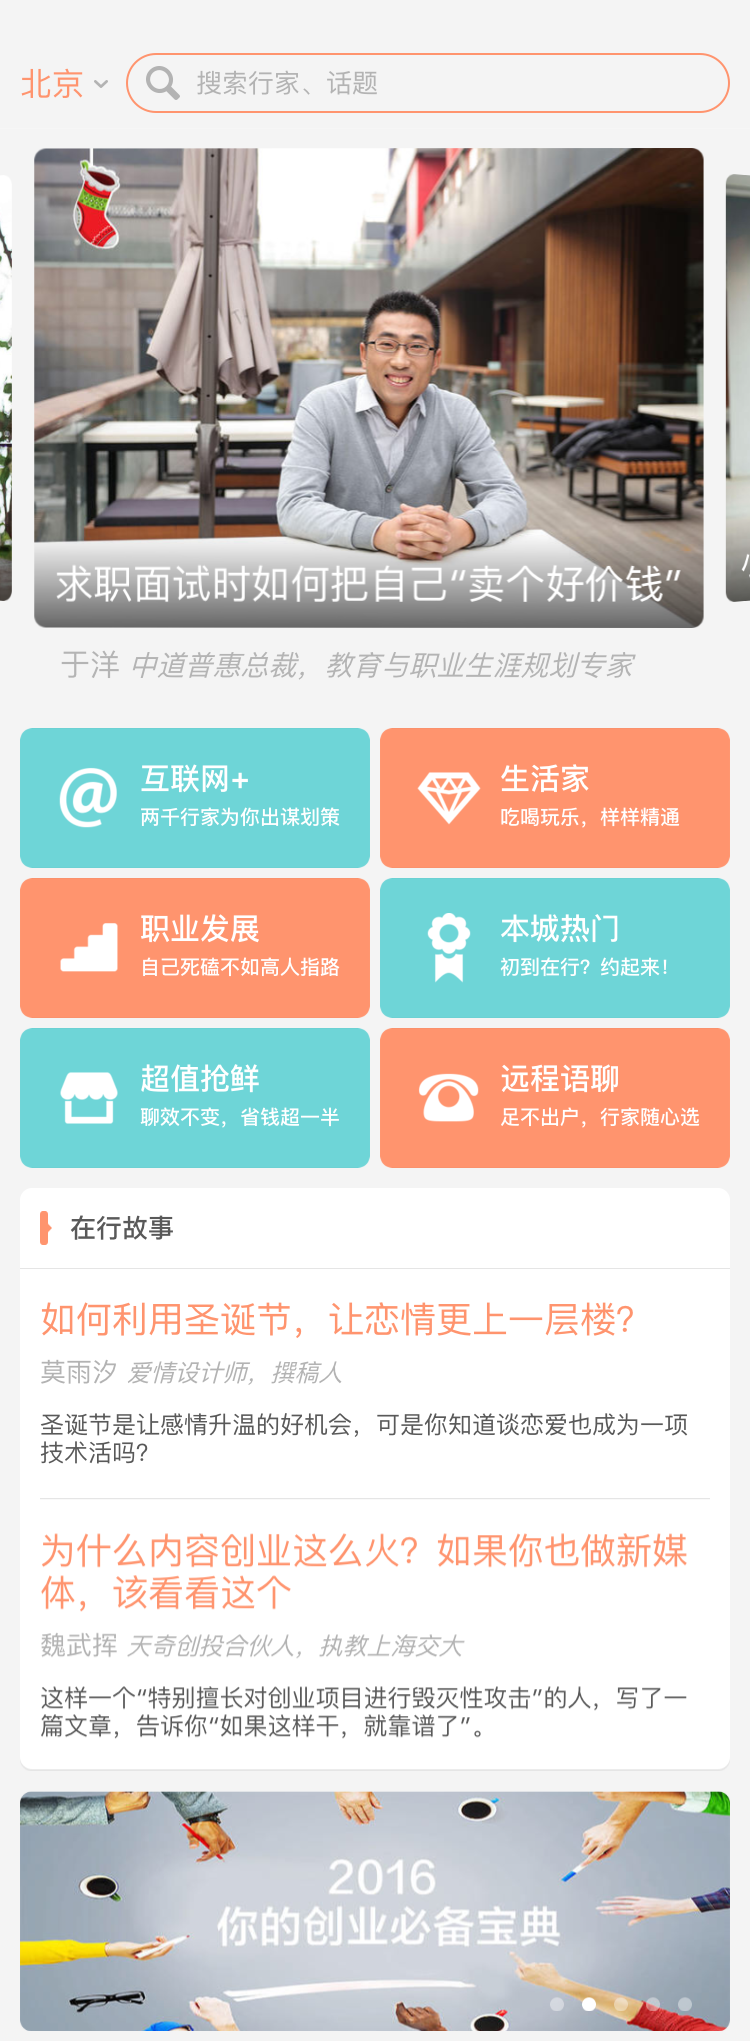 北京
搜索行家、话题
求职面试时如何把自己“卖个好价钱”
于洋 中道普惠总裁，教育与职业生涯规划专家
互联网+
两千行家为你出谋划策
生活家
吃喝玩乐，样样精通
职业发展
自己死磕不如高人指路
本城热门
初到在行？约起来！
超值抢鲜
聊效不变，省钱超一半
远程语聊
足不出户，行家随心选
在行故事
如何利用圣诞节，让恋情更上一层楼？
莫雨汐 爱情设计师，撰稿人
圣诞节是让感情升温的好机会，可是你知道谈恋爱也成为一项
技术活吗？
为什么内容创业这么火？如果你也做新媒
体，该看看这个
魏武挥 天奇创投合伙人，执教上海交大
这样一个“特别擅长对创业项目进行毁灭性攻击”的人，写了一
篇文章，告诉你“如果这样干，就靠谱了”。
2016
你的创业必备宝典